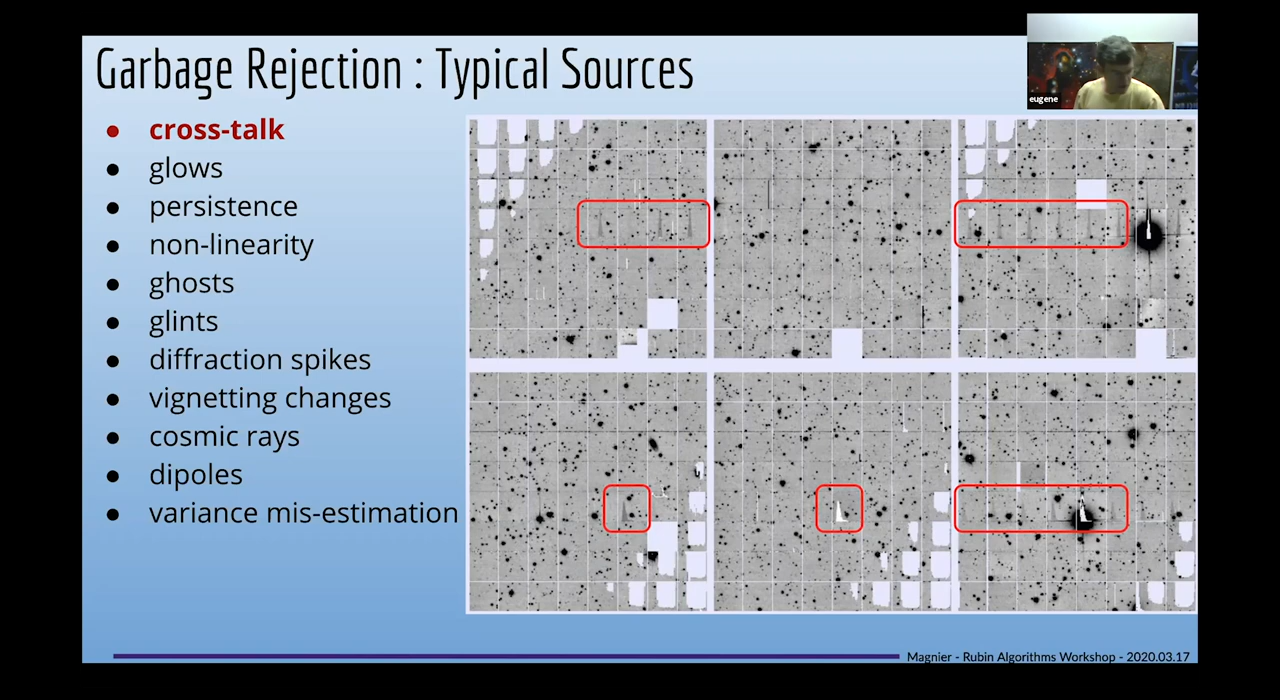 Garbage Rejection : Typical Sources
eugene
cross-talk
glows
persistence
non-linearity
ghosts
glints
diffraction spikes
vignetting changes
cosmic rays
dipoles
variance mis-estimation
Magnier - Rubin Algorithms Workshop - 2020.03.17